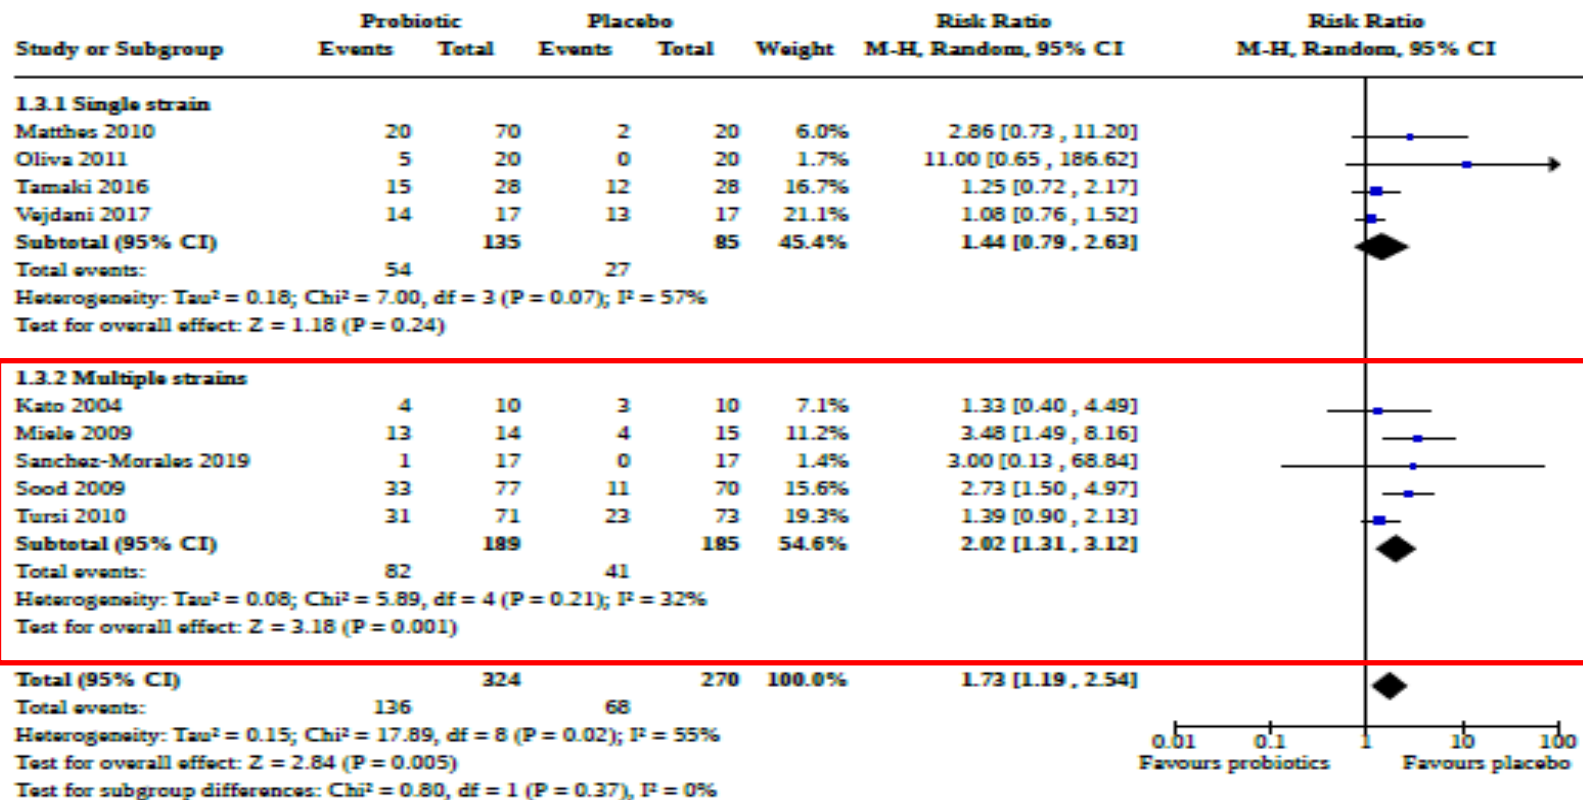 Probiotic Placebo Risk Ratio Risk Ratio
Study or Subgroup Events Total Events Total Weight M-H, Random, 95% CI M-H, Random, 95% CI
1.3.1 Single strain
Matthes 2010 20 70 2 20 6.0% 2.86 [0.73 , 11.20]
Oliva 2011 5 20 0 20 1.7% 11.00 [0.65 , 186.62]
Tamaki 2016 15 28 12 28 16.7% 1.25 [0.72 , 2.17]
Vejdani 2017 14 17 13 17 21.1% 1.08 [0.76 , 1.52]
Subtotal (95% CI) 135 85 45.4% 1.44 [0.79 , 2.63]
Total events: 54 27
Heterogeneity: Tau² = 0.18; Chi² = 7.00, df = 3 (P = 0.07); I² = 57%
Test for overall effect: Z = 1.18 (P = 0.24)
1.3.2 Multiple strains
Kato 2004 4 10 3 10 7.1% 1.33 [0.40 , 4.49]
Miele 2009 13 14 4 15 11.2% 3.48 [1.49 , 8.16]
Sanchez-Morales 2019 1 17 0 17 1.4% 3.00 [0.13 , 68.84]
Sood 2009 33 77 11 70 15.6% 2.73 [1.50 , 4.97]
Tursi 2010 31 71 23 73 19.3% 1.39 [0.90 , 2.13]
Subtotal (95% CI) 189 185 54.6% 2.02 [1.31 , 3.12]
Total events: 82 41
Heterogeneity: Tau² = 0.08; Chi² = 5.89, df = 4 (P = 0.21); I² = 32%
Test for overall effect: Z = 3.18 (P = 0.001)
Total (95% CI) 324 270 100.0% 1.73 [1.19 , 2.54]
Total events: 136 68
Heterogeneity: Tau² = 0.15; Chi² = 17.89, df = 8 (P = 0.02); I² = 55%
Test for overall effect: Z = 2.84 (P = 0.005)
Test for subgroup differences: Chi² = 0.80, df = 1 (P = 0.37), I² = 0%
0.01 0.1 1 10 100
Favours probiotics Favours placebo